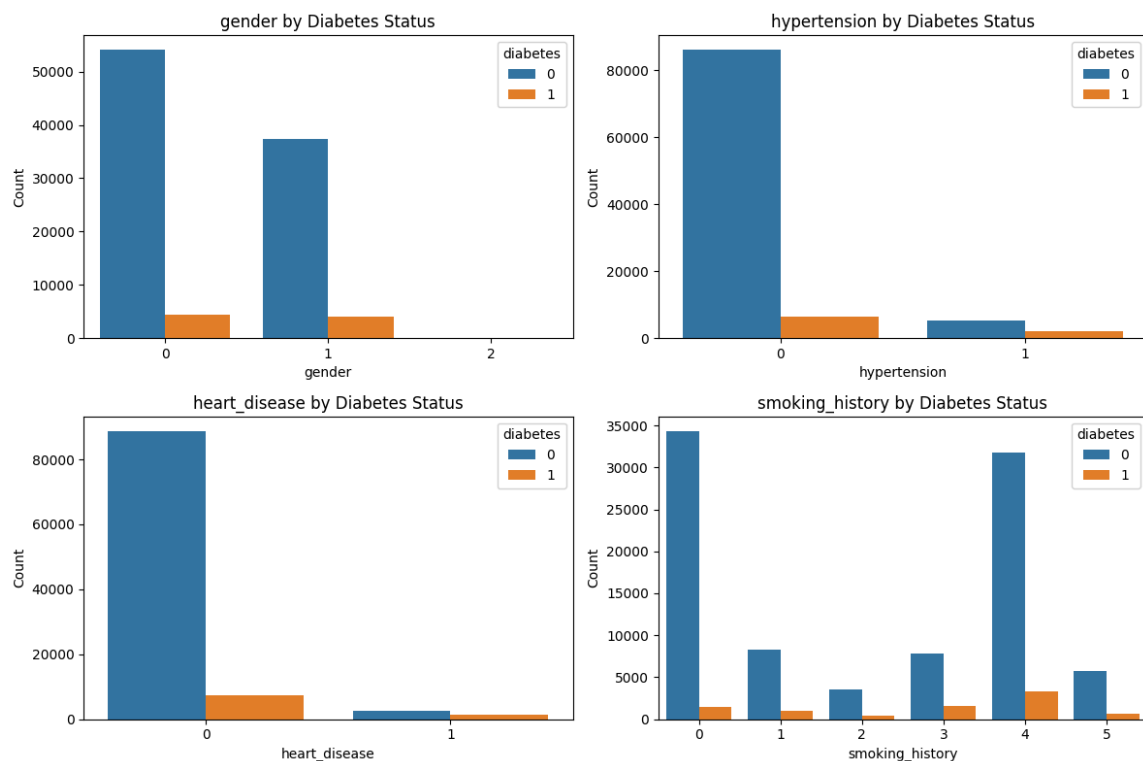 gender by Diabetes Status
Count
50000
40000
30000
20000
10000
0
0 1 2
gender
diabetes
0
1
hypertension by Diabetes Status
Count
80000
60000
40000
20000
0
0 1
hypertension
diabetes
0
1
heart_disease by Diabetes Status
Count
80000
60000
40000
20000
0
0 1
heart_disease
diabetes
0
1
smoking_history by Diabetes Status
Count
35000
30000
25000
20000
15000
10000
5000
0
0 1 2 3 4 5
smoking_history
diabetes
0
1